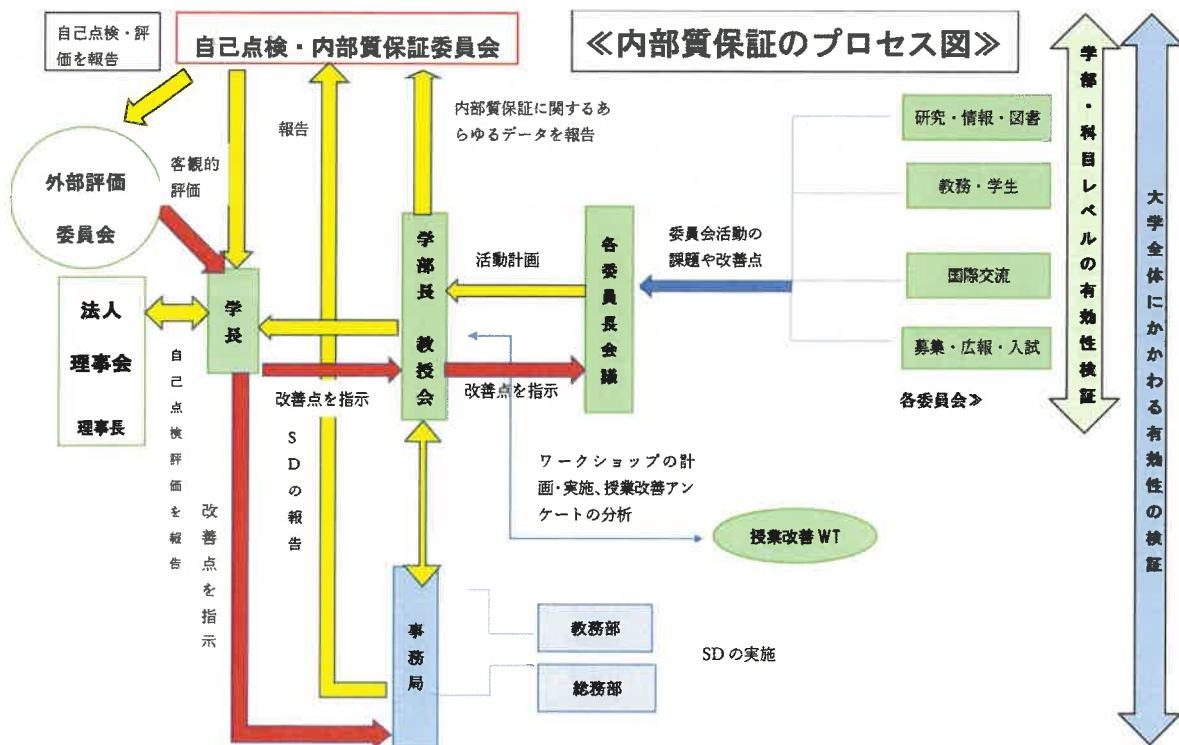 自己点検・評
価を報告
自己点検・内部質保証委員会
≪内部質保証のプロセス図≫
報告
内部質保証に関するあ
らゆるデータを報告
客観的
評価
外部評価
委員会
法人
理事会
理事長
学長
学部長 教授会
各委員長会議
活動計画
委員会活動の
課題や改善点
研究・情報・図書
教務・学生
国際交流
募集・広報・入試
各委員会≫
学部・科目レベルの有効性検証
大学全体にかかわる有効性の検証
改善点を指示
改善点を指示
自己点検評価を報告
改善点を指示
SDの報告
ワークショップの計
画・実施、授業改善アン
ケートの分析
授業改善 WT
事務局
教務部
総務部
SD の実施